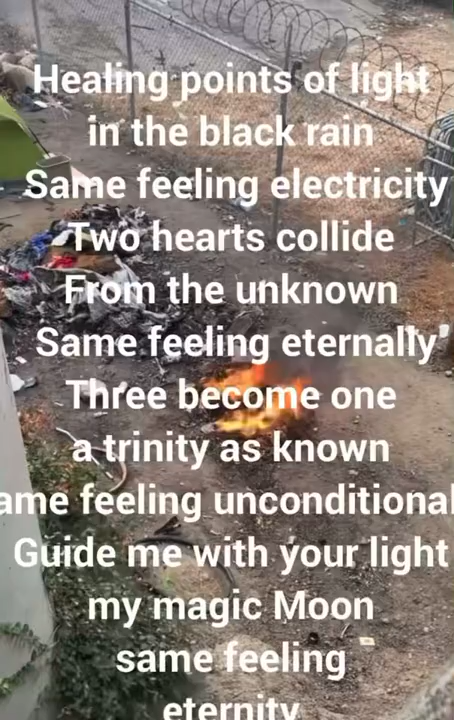 Healing points of light
in the black rain
Same feeling electricity
Two hearts collide
From the unknown
Same feeling eternally
Three become one
a trinity as known
ame feeling unconditional
Guide me with your light
my magic Moon
same feeling
eternity